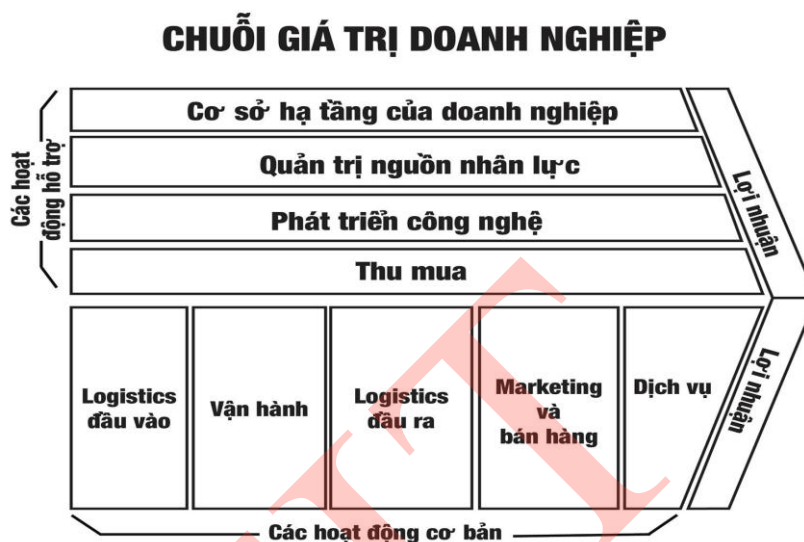 CHUỖI GIÁ TRỊ DOANH NGHIỆP
Các hoạt
động hỗ trợ
Cơ sở hạ tầng của doanh nghiệp
Quản trị nguồn nhân lực
Phát triển công nghệ
Thu mua
Lợi nhuận
Logistics
đầu vào
Vận hành
Logistics
đầu ra
Marketing
và
bán hàng
Dịch vụ
Lợi nhuận
Các hoạt động cơ bản